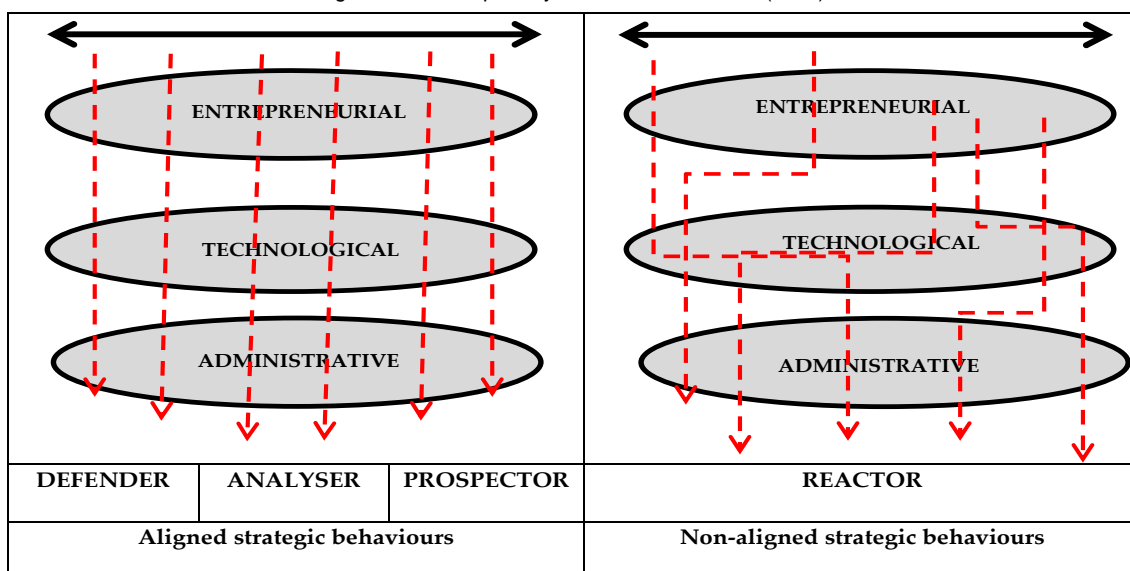 ENTREPRENEURIAL
TECHNOLOGICAL
ADMINISTRATIVE
ENTREPRENEURIAL
TECHNOLOGICAL
ADMINISTRATIVE
DEFENDER
ANALYSER
PROSPECTOR
REACTOR
Aligned strategic behaviours
Non-aligned strategic behaviours